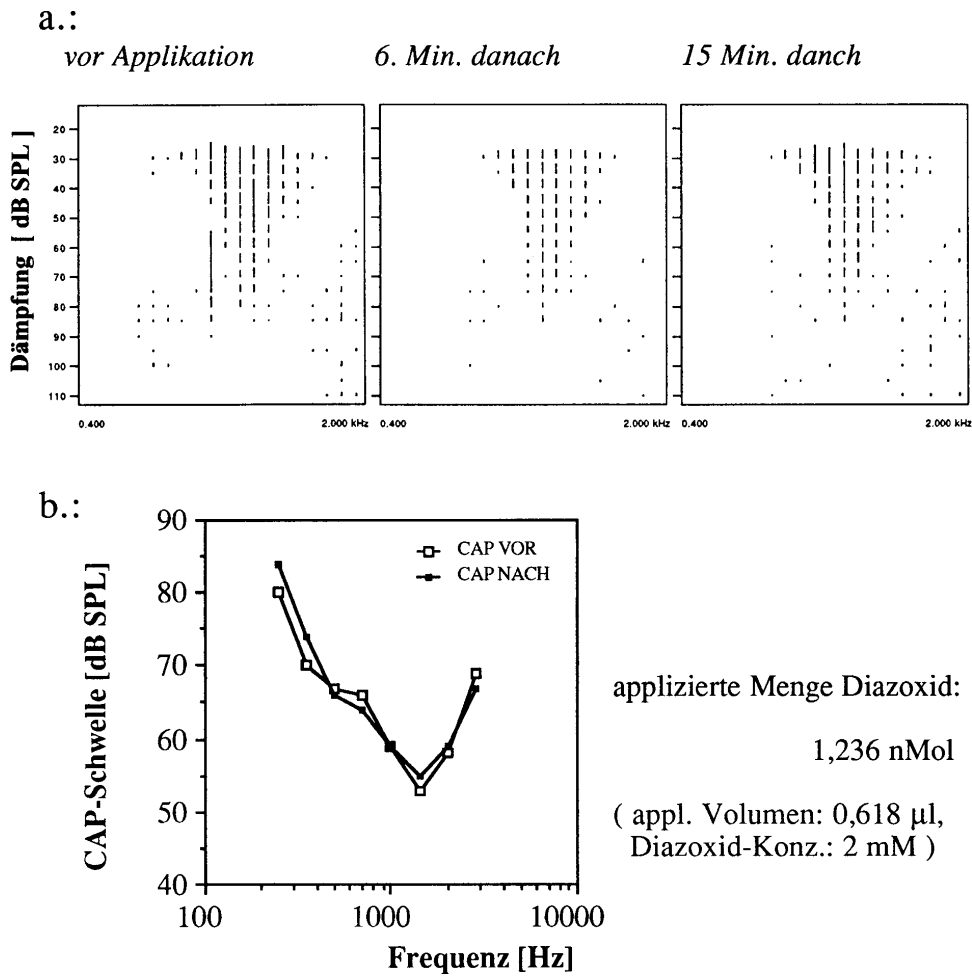 a.:
vor Applikation
6. Min. danach
15 Min. danch
Dämpfung [ dB SPL ]
20
30
40
50
60
70
80
90
100
110
0.400
2.000 kHz
0.400
2.000 kHz
0.400
2.000 kHz
b.:
CAP-Schwelle [dB SPL]
90
80
70
60
50
40
CAP VOR
CAP NACH
100
1000
10000
Frequenz [Hz]
applizierte Menge Diazoxid:
1,236 nMol
( appl. Volumen: 0,618 µl,
Diazoxid-Konz.: 2 mM )